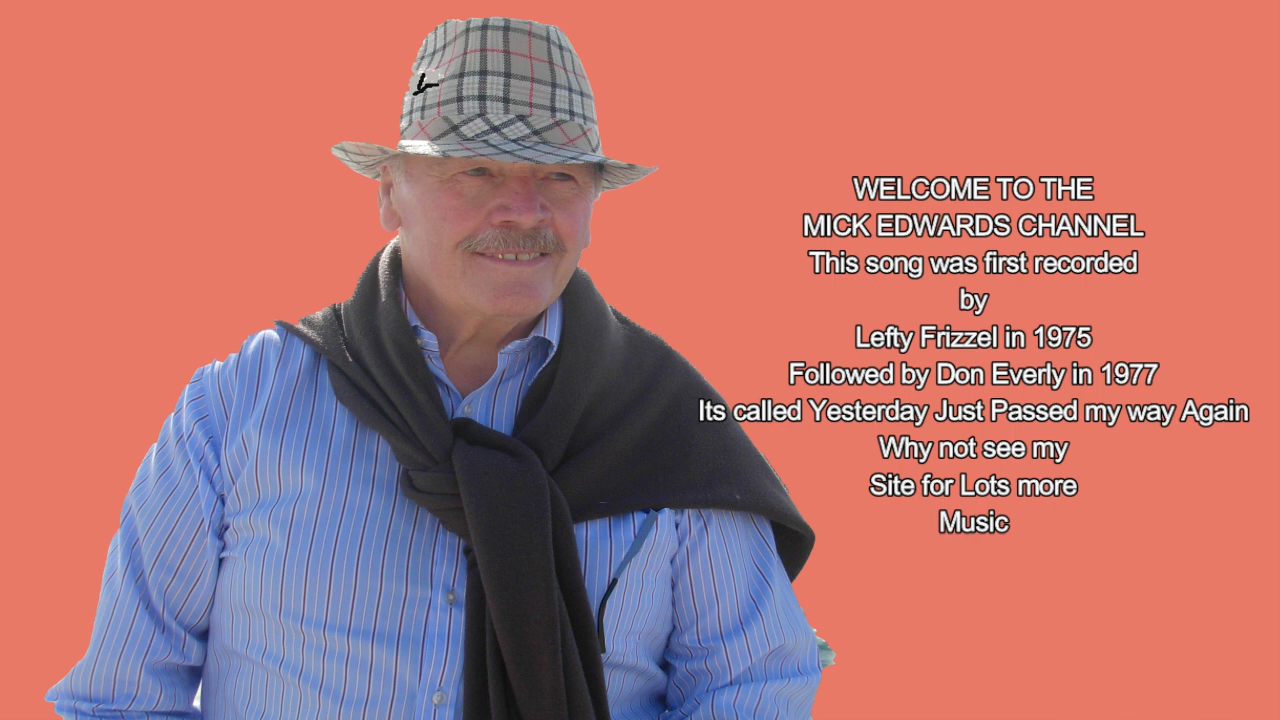 WELCOME TO THE
MICK EDWARDS CHANNEL
This song was first recorded
by
Lefty Frizzel in 1975
Followed by Don Everly in 1977
Its called Yesterday Just Passed my way Again
Why not see my
Site for Lots more
Music